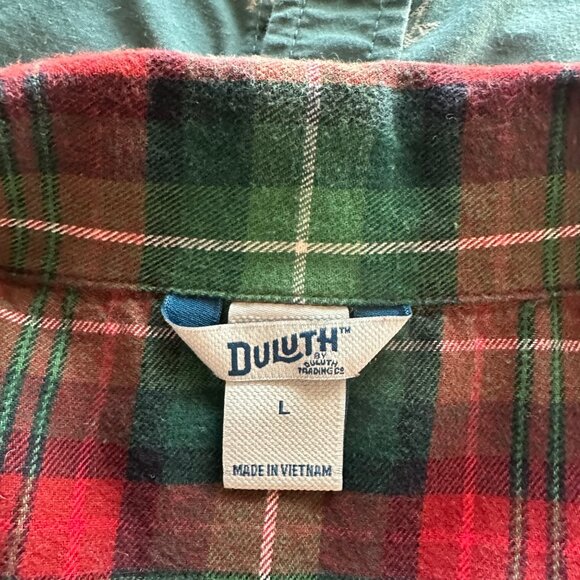 DULUTH™
BY
DULUTH
TRADING CO
L
MADE IN VIETNAM